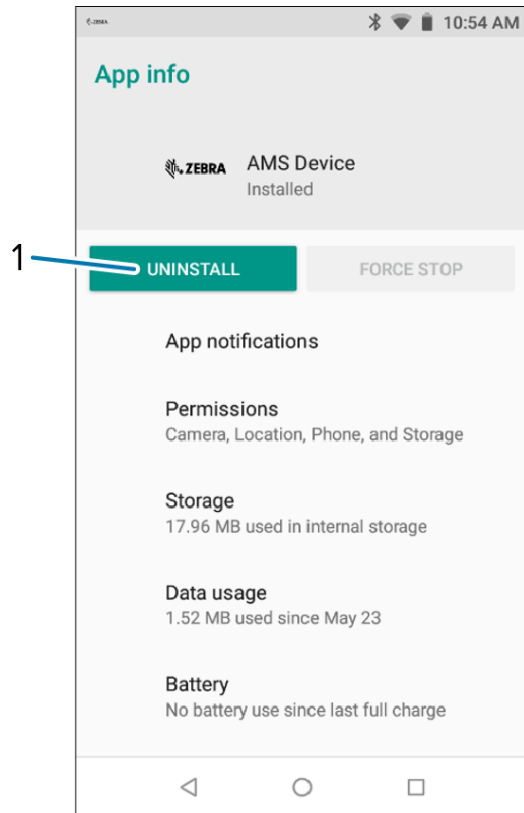 ZEBRA 10:54 AM
App info
ZEBRA AMS Device
Installed
1 UNINSTALL FORCE STOP
App notifications
Permissions
Camera, Location, Phone, and Storage
Storage
17.96 MB used in internal storage
Data usage
1.52 MB used since May 23
Battery
No battery use since last full charge